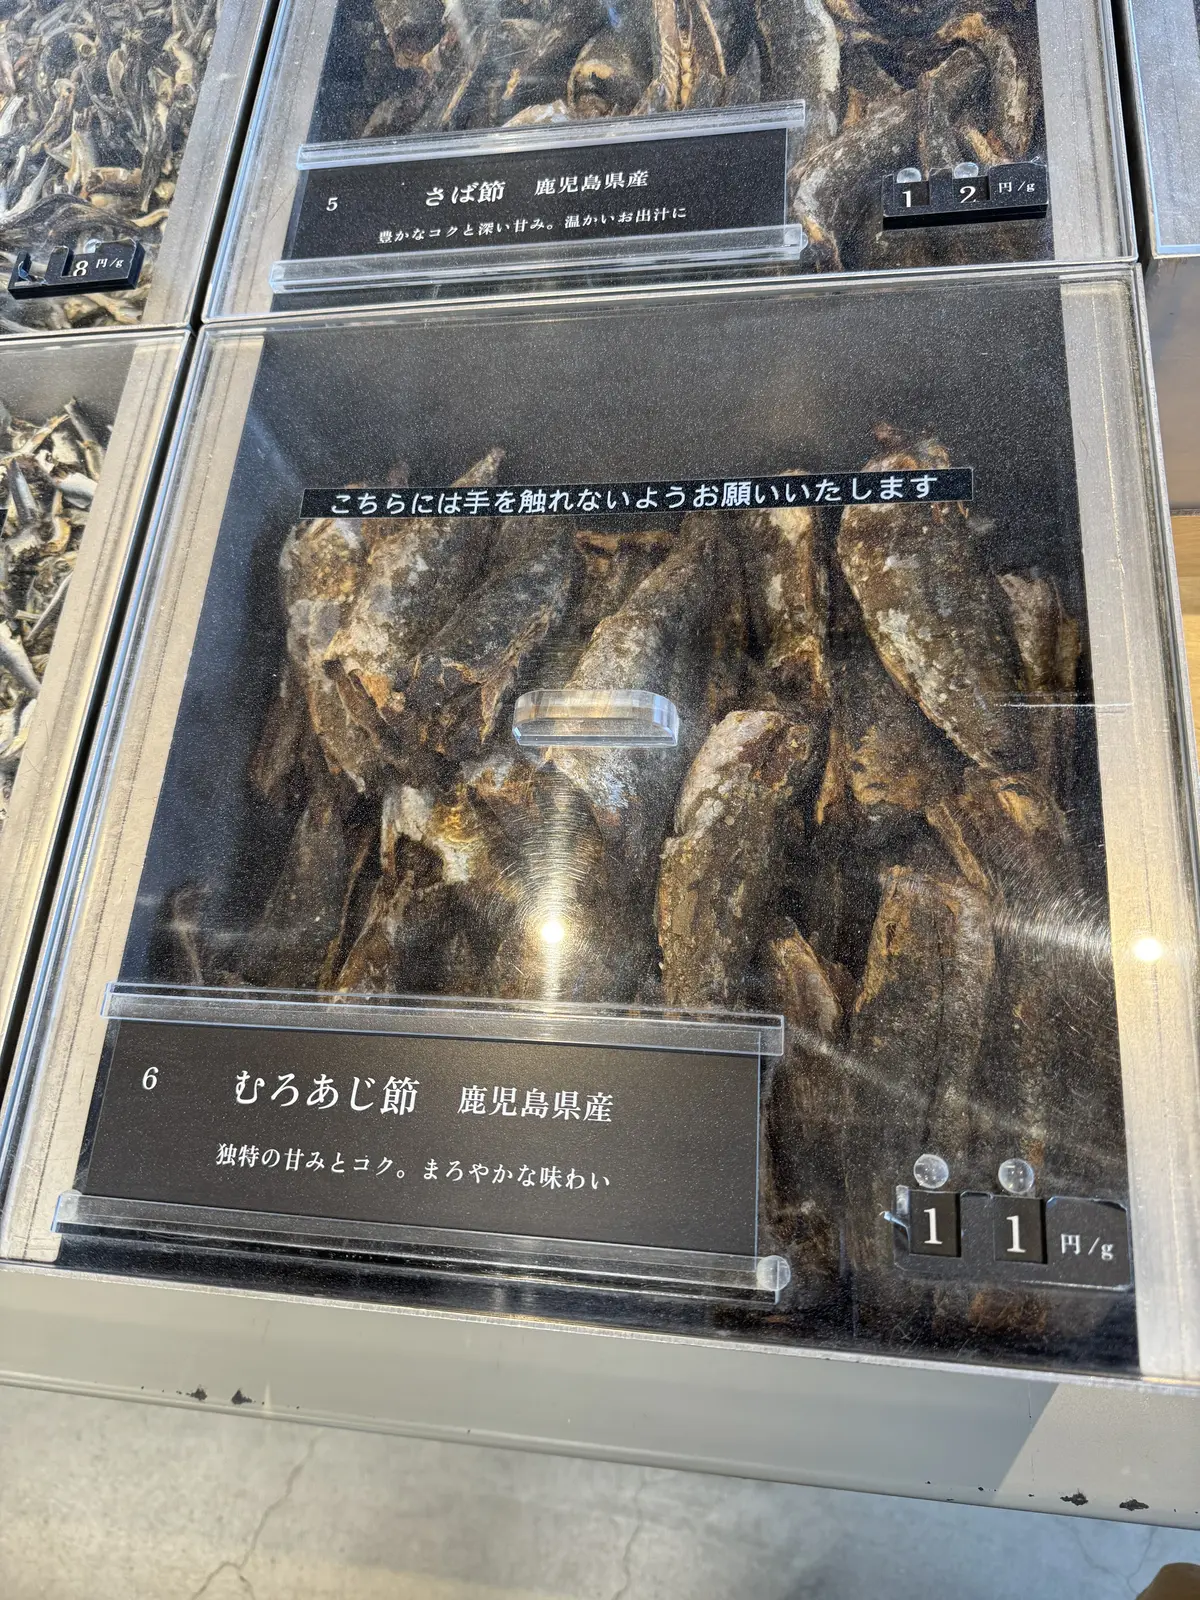 5 さば節 鹿児島県産
豊かなコクと深い甘み。温かいお出汁に
12円/g
8円/g
こちらには手を触れないようお願いいたします
6 むろあじ節 鹿児島県産
独特の甘みとコク。まろやかな味わい
11円/g